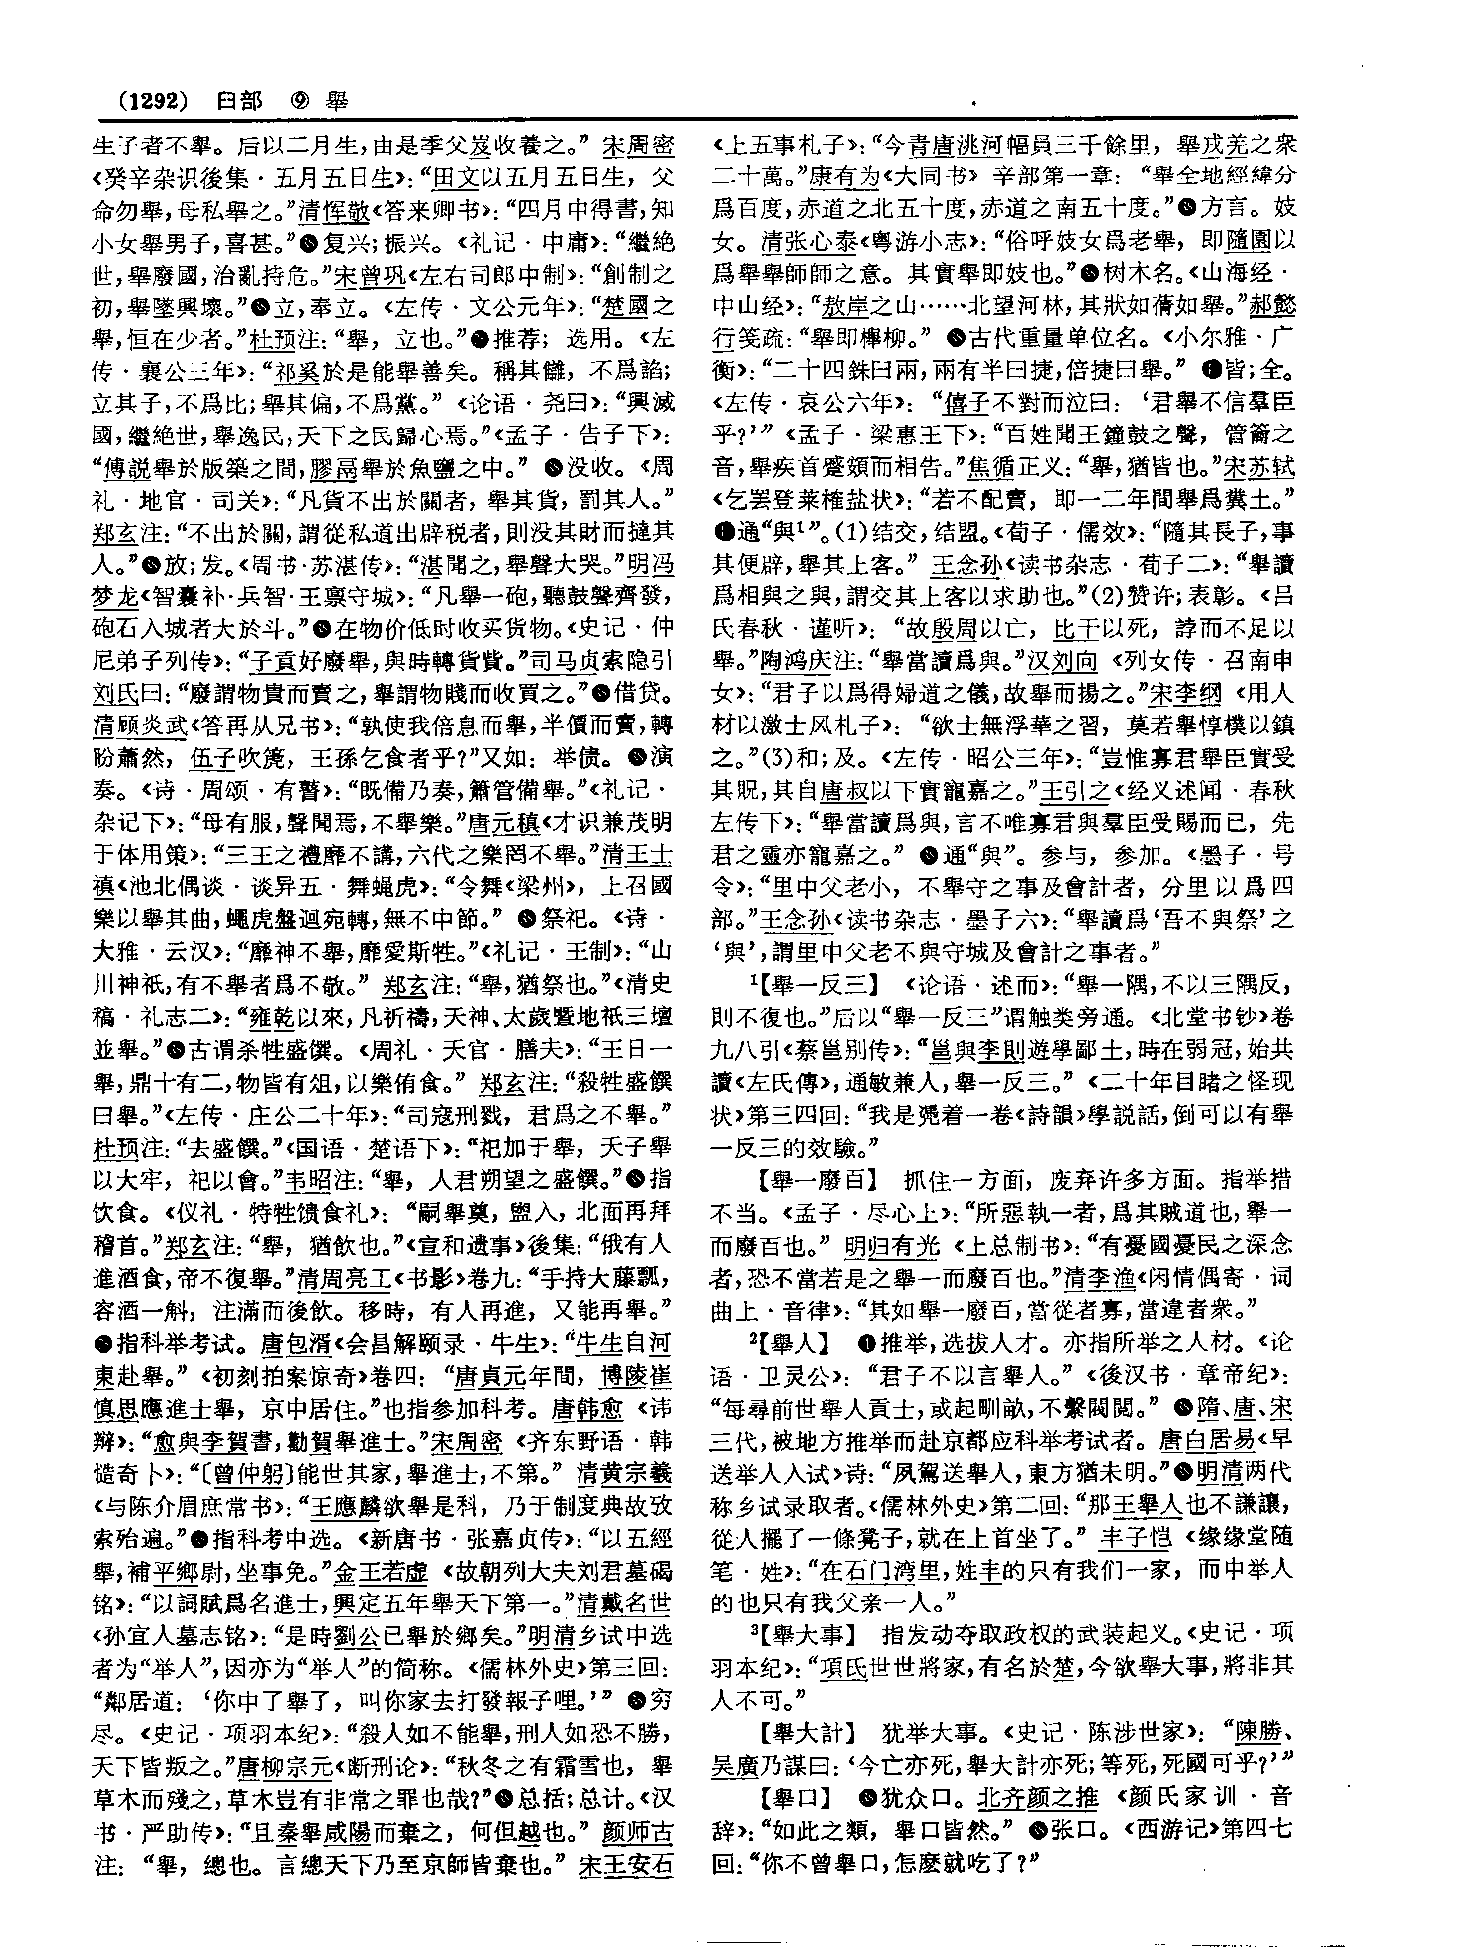 (1292) 臼部 ⑨ 舉
生子者不舉。后以二月生，由是季父岌收養之。”宋周密
《癸辛杂识後集·五月五日生》：“田文以五月五日生，父
命勿舉，母私舉之。”清恽敬《答来卿书》：“四月中得書，知
小女舉男子，喜甚。”复兴；振兴。《礼记·中庸》：“繼絶
世，舉廢國，治亂持危。”宋曾巩《左右司郎中制》：“創制之
初，舉墜興壞。”立，奉立。《左传·文公元年》：“楚國之
舉，恒在少者。”杜预注：“舉，立也。”推荐；选用。《左
传·襄公三年》：“祁奚於是能舉善矣。稱其讎，不爲諂；
立其子，不爲比；舉其偏，不爲黨。”《论语·尧曰》：“興滅
國，繼絶世，舉逸民，天下之民歸心焉。”《孟子·告子下》：
“傅説舉於版築之間，膠鬲舉於魚鹽之中。”没收。《周
礼·地官·司关》：“凡貨不出於關者，舉其貨，罰其人。”
郑玄注：“不出於關，謂從私道出辟税者，則没其財而撻其
人。”放；发。《周书·苏湛传》：“湛聞之，舉聲大哭。”明冯
梦龙《智囊补·兵智·王禀守城》：“凡舉一砲，聽鼓聲齊發，
砲石入城者大於斗。”在物价低时收买货物。《史记·仲
尼弟子列传》：“子貢好廢舉，與時轉貨貲。”司马贞索隐引
刘氏曰：“廢謂物貴而賣之，舉謂物賤而收買之。”借贷。
清顾炎武《答再从兄书》：“孰使我倍息而舉，半價而賣，轉
盼蕭然，伍子吹篪，王孫乞食者乎？”又如：举债。演
奏。《诗·周颂·有瞽》：“既備乃奏，簫管備舉。”《礼记·
杂记下》：“母有服，聲聞焉，不舉樂。”唐元稹《才识兼茂明
于体用策》：“三王之禮靡不講，六代之樂罔不舉。”清王士
禛《池北偶谈·谈异五·舞蝇虎》：“令舞《梁州》，上召國
樂以舉其曲，蠅虎盤迴宛轉，無不中節。”祭祀。《诗·
大雅·云汉》：“靡神不舉，靡愛斯牲。”《礼记·王制》：“山
川神祇，有不舉者爲不敬。”郑玄注：“舉，猶祭也。”《清史
稿·礼志二》：“雍乾以來，凡祈禱，天神、太歲暨地祇三壇
並舉。”古谓杀牲盛馔。《周礼·天官·膳夫》：“王日一
舉，鼎十有二，物皆有俎，以樂侑食。”郑玄注：“殺牲盛饌
曰舉。”《左传·庄公二十年》：“司寇刑戮，君爲之不舉。”
杜预注：“去盛饌。”《国语·楚语下》：“祀加于舉，天子舉
以大牢，祀以會。”韦昭注：“舉，人君朔望之盛饌。”指
饮食。《仪礼·特牲馈食礼》：“嗣舉奠，盥入，北面再拜
稽首。”郑玄注：“舉，猶飲也。”《宣和遗事》後集：“俄有人
進酒食，帝不復舉。”清周亮工《书影》卷九：“手持大藤瓢，
容酒一斛；注滿而後飲。移時，有人再進，又能再舉。”
指科举考试。唐包湑《会昌解颐录·牛生》：“牛生自河
東赴舉。”《初刻拍案惊奇》卷四：“唐貞元年間，博陵崔
慎思應進士舉，京中居住。”也指参加科考。唐韩愈《讳
辩》：“愈與李賀書，勸賀舉進士。”宋周密《齐东野语·韩
慥奇卜》：“〔曾仲躬〕能世其家，舉進士，不第。”清黄宗羲
《与陈介眉庶常书》：“王應麟欲舉是科，乃于制度典故攷
索殆遍。”指科考中选。《新唐书·张嘉贞传》：“以五經
舉，補平鄉尉，坐事免。”金王若虚《故朝列大夫刘君墓碣
铭》：“以詞賦爲名進士，興定五年舉天下第一。”清戴名世
《孙宜人墓志铭》：“是時劉公已舉於鄉矣。”明清乡试中选
者为“举人”，因亦为“举人”的简称。《儒林外史》第三回：
“鄰居道：‘你中了舉了，叫你家去打發報子哩。’”穷
尽。《史记·项羽本纪》：“殺人如不能舉，刑人如恐不勝，
天下皆叛之。”唐柳宗元《断刑论》：“秋冬之有霜雪也，舉
草木而殘之，草木豈有非常之罪也哉？”总括；总计。《汉
书·严助传》：“且秦舉咸陽而棄之，何但越也。”颜师古
注：“舉，總也。言總天下乃至京師皆棄也。”宋王安石
《上五事札子》：“今青唐洮河幅員三千餘里，舉戎羌之衆
二十萬。”康有为《大同书》辛部第一章：“舉全地經緯分
爲百度，赤道之北五十度，赤道之南五十度。”方言。妓
女。清张心泰《粤游小志》：“俗呼妓女爲老舉，即隨園以
爲舉舉師師之意。其實舉即妓也。”树木名。《山海经·
中山经》：“敖岸之山……北望河林，其狀如蒨如舉。”郝懿
行笺疏：“舉即櫸柳。”古代重量单位名。《小尔雅·广
衡》：“二十四銖曰兩，兩有半曰捷，倍捷曰舉。”皆；全。
《左传·哀公六年》：“僖子不對而泣曰：‘君舉不信羣臣
乎？’”《孟子·梁惠王下》：“百姓聞王鐘鼓之聲，管籥之
音，舉疾首蹙頞而相告。”焦循正义：“舉，猶皆也。”宋苏轼
《乞罢登莱榷盐状》：“若不配賣，即一二年間舉爲糞土。”
通“與¹”。(1)结交，结盟。《荀子·儒效》：“隨其長子，事
其便辟，舉其上客。”王念孙《读书杂志·荀子二》：“舉讀
爲相與之與，謂交其上客以求助也。”(2)赞许；表彰。《吕
氏春秋·谨听》：“故殷周以亡，比干以死，誖而不足以
舉。”陶鸿庆注：“舉當讀爲與。”汉刘向《列女传·召南申
女》：“君子以爲得婦道之儀，故舉而揚之。”宋李纲《用人
材以激士风札子》：“欲士無浮華之習，莫若舉惇樸以鎮
之。”(3)和；及。《左传·昭公三年》：“豈惟寡君舉臣實受
其貺，其自唐叔以下實寵嘉之。”王引之《经义述闻·春秋
左传下》：“舉當讀爲與，言不唯寡君與羣臣受賜而已，先
君之靈亦寵嘉之。”通“與”。参与，参加。《墨子·号
令》：“里中父老小，不舉守之事及會計者，分里以爲四
部。”王念孙《读书杂志·墨子六》：“舉讀爲‘吾不與祭’之
‘與’，謂里中父老不與守城及會計之事者。”
¹【舉一反三】《论语·述而》：“舉一隅，不以三隅反，
則不復也。”后以“舉一反三”谓触类旁通。《北堂书钞》卷
九八引《蔡邕别传》：“邕與李則遊學鄙土，時在弱冠，始共
讀《左氏傳》，通敏兼人，舉一反三。”《二十年目睹之怪现
状》第三四回：“我是凴着一卷《詩韻》學説話，倒可以有舉
一反三的效驗。”
【舉一廢百】 抓住一方面，废弃许多方面。指举措
不当。《孟子·尽心上》：“所惡執一者，爲其賊道也，舉一
而廢百也。”明归有光《上总制书》：“有憂國憂民之深念
者，恐不當若是之舉一而廢百也。”清李渔《闲情偶寄·词
曲上·音律》：“其如舉一廢百，當從者寡，當違者衆。”
²【舉人】 ❶推举，选拔人才。亦指所举之人材。《论
语·卫灵公》：“君子不以言舉人。”《後汉书·章帝纪》：
“每尋前世舉人貢士，或起甽畝，不繫閥閲。”隋、唐、宋
三代，被地方推举而赴京都应科举考试者。唐白居易《早
送举人入试》诗：“夙駕送舉人，東方猶未明。”明清两代
称乡试录取者。《儒林外史》第二回：“那王舉人也不謙讓，
從人擺了一條凳子，就在上首坐了。”丰子恺《缘缘堂随
笔·姓》：“在石门湾里，姓丰的只有我们一家，而中举人
的也只有我父亲一人。”
³【舉大事】 指发动夺取政权的武装起义。《史记·项
羽本纪》：“項氏世世將家，有名於楚，今欲舉大事，將非其
人不可。”
【舉大計】 犹举大事。《史记·陈涉世家》：“陳勝、
吴廣乃謀曰：‘今亡亦死，舉大計亦死；等死，死國可乎？’”
【舉口】 犹众口。北齐颜之推《颜氏家训·音
辞》：“如此之類，舉口皆然。”张口。《西游记》第四七
回：“你不曾舉口，怎麽就吃了？”